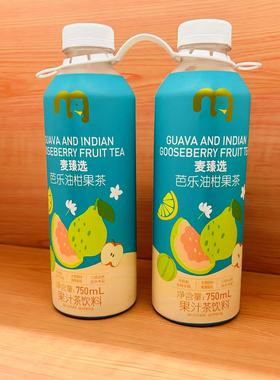 GUAVA AND INDIAN
GOOSEBERRY FRUIT TEA
麦臻选
芭乐油柑果茶
净含量:750mL
果汁茶饮料
GUAVA AND INDIAN
GOOSEBERRY FRUIT TEA
麦臻选
芭乐油柑果茶
净含量:750mL
果汁茶饮料